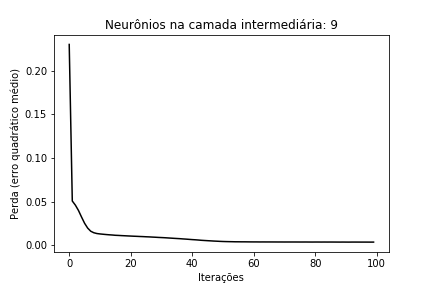 Neurônios na camada intermediária: 9
Perda (erro quadrático médio)
0.20
0.15
0.10
0.05
0.00
0 20 40 60 80 100
Iterações